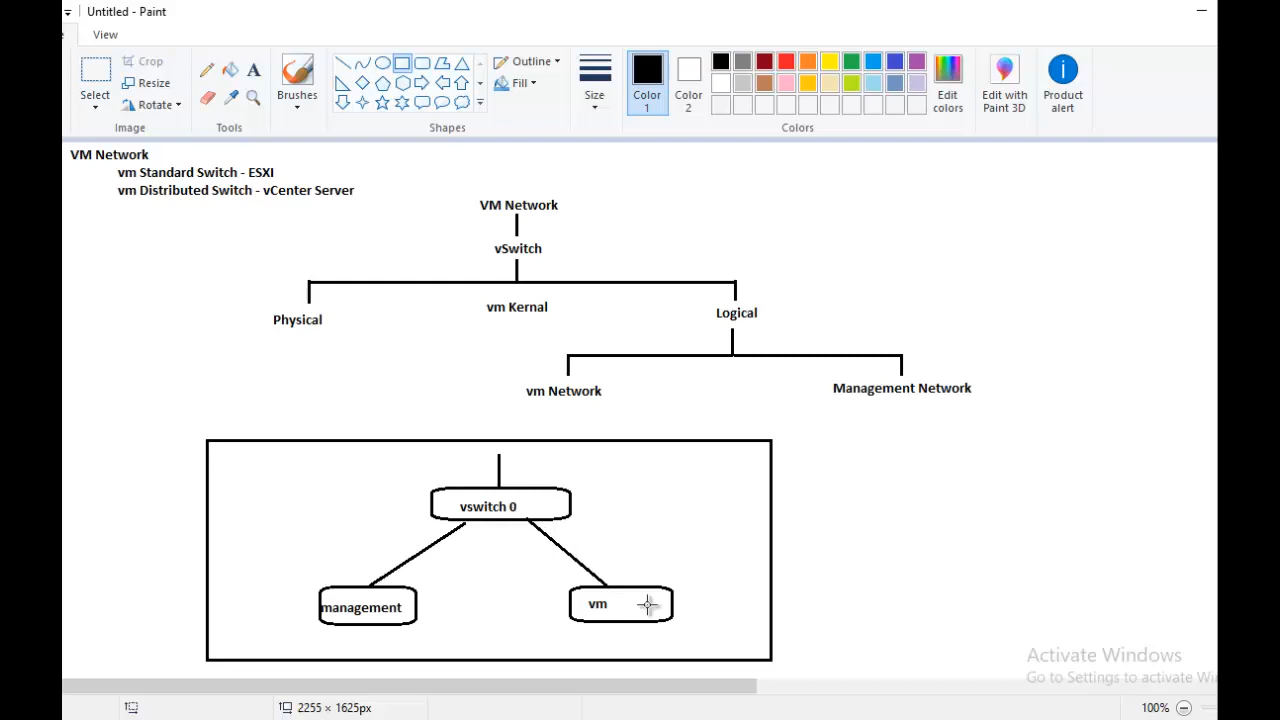 Untitled - Paint
View
Select
Crop
Resize
Rotate
Image
Tools
Brushes
Shapes
Outline
Fill
Size
Color 1
Color 2
Edit colors
Colors
Edit with Paint 3D
Product alert
VM Network
vm Standard Switch - ESXI
vm Distributed Switch - vCenter Server
VM Network
vSwitch
Physical
vm Kernal
Logical
vm Network
Management Network
vswitch 0
management
vm
Activate Windows
Go to Settings to activate
2255 × 1625px
100%